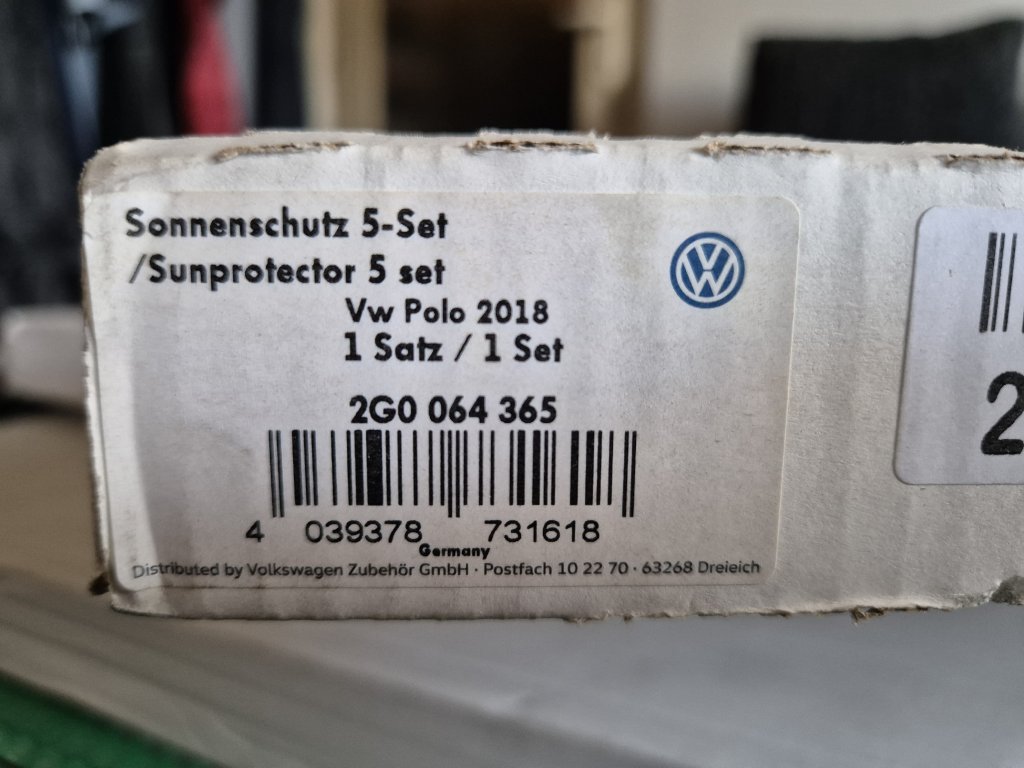 Sonnenschutz 5-Set
/Sunprotector 5 set
Vw Polo 2018
1 Satz / 1 Set
2G0 064 365
4 039378 731618
Germany
Distributed by Volkswagen Zubehör GmbH · Postfach 10 22 70 · 63268 Dreieich
VW
2